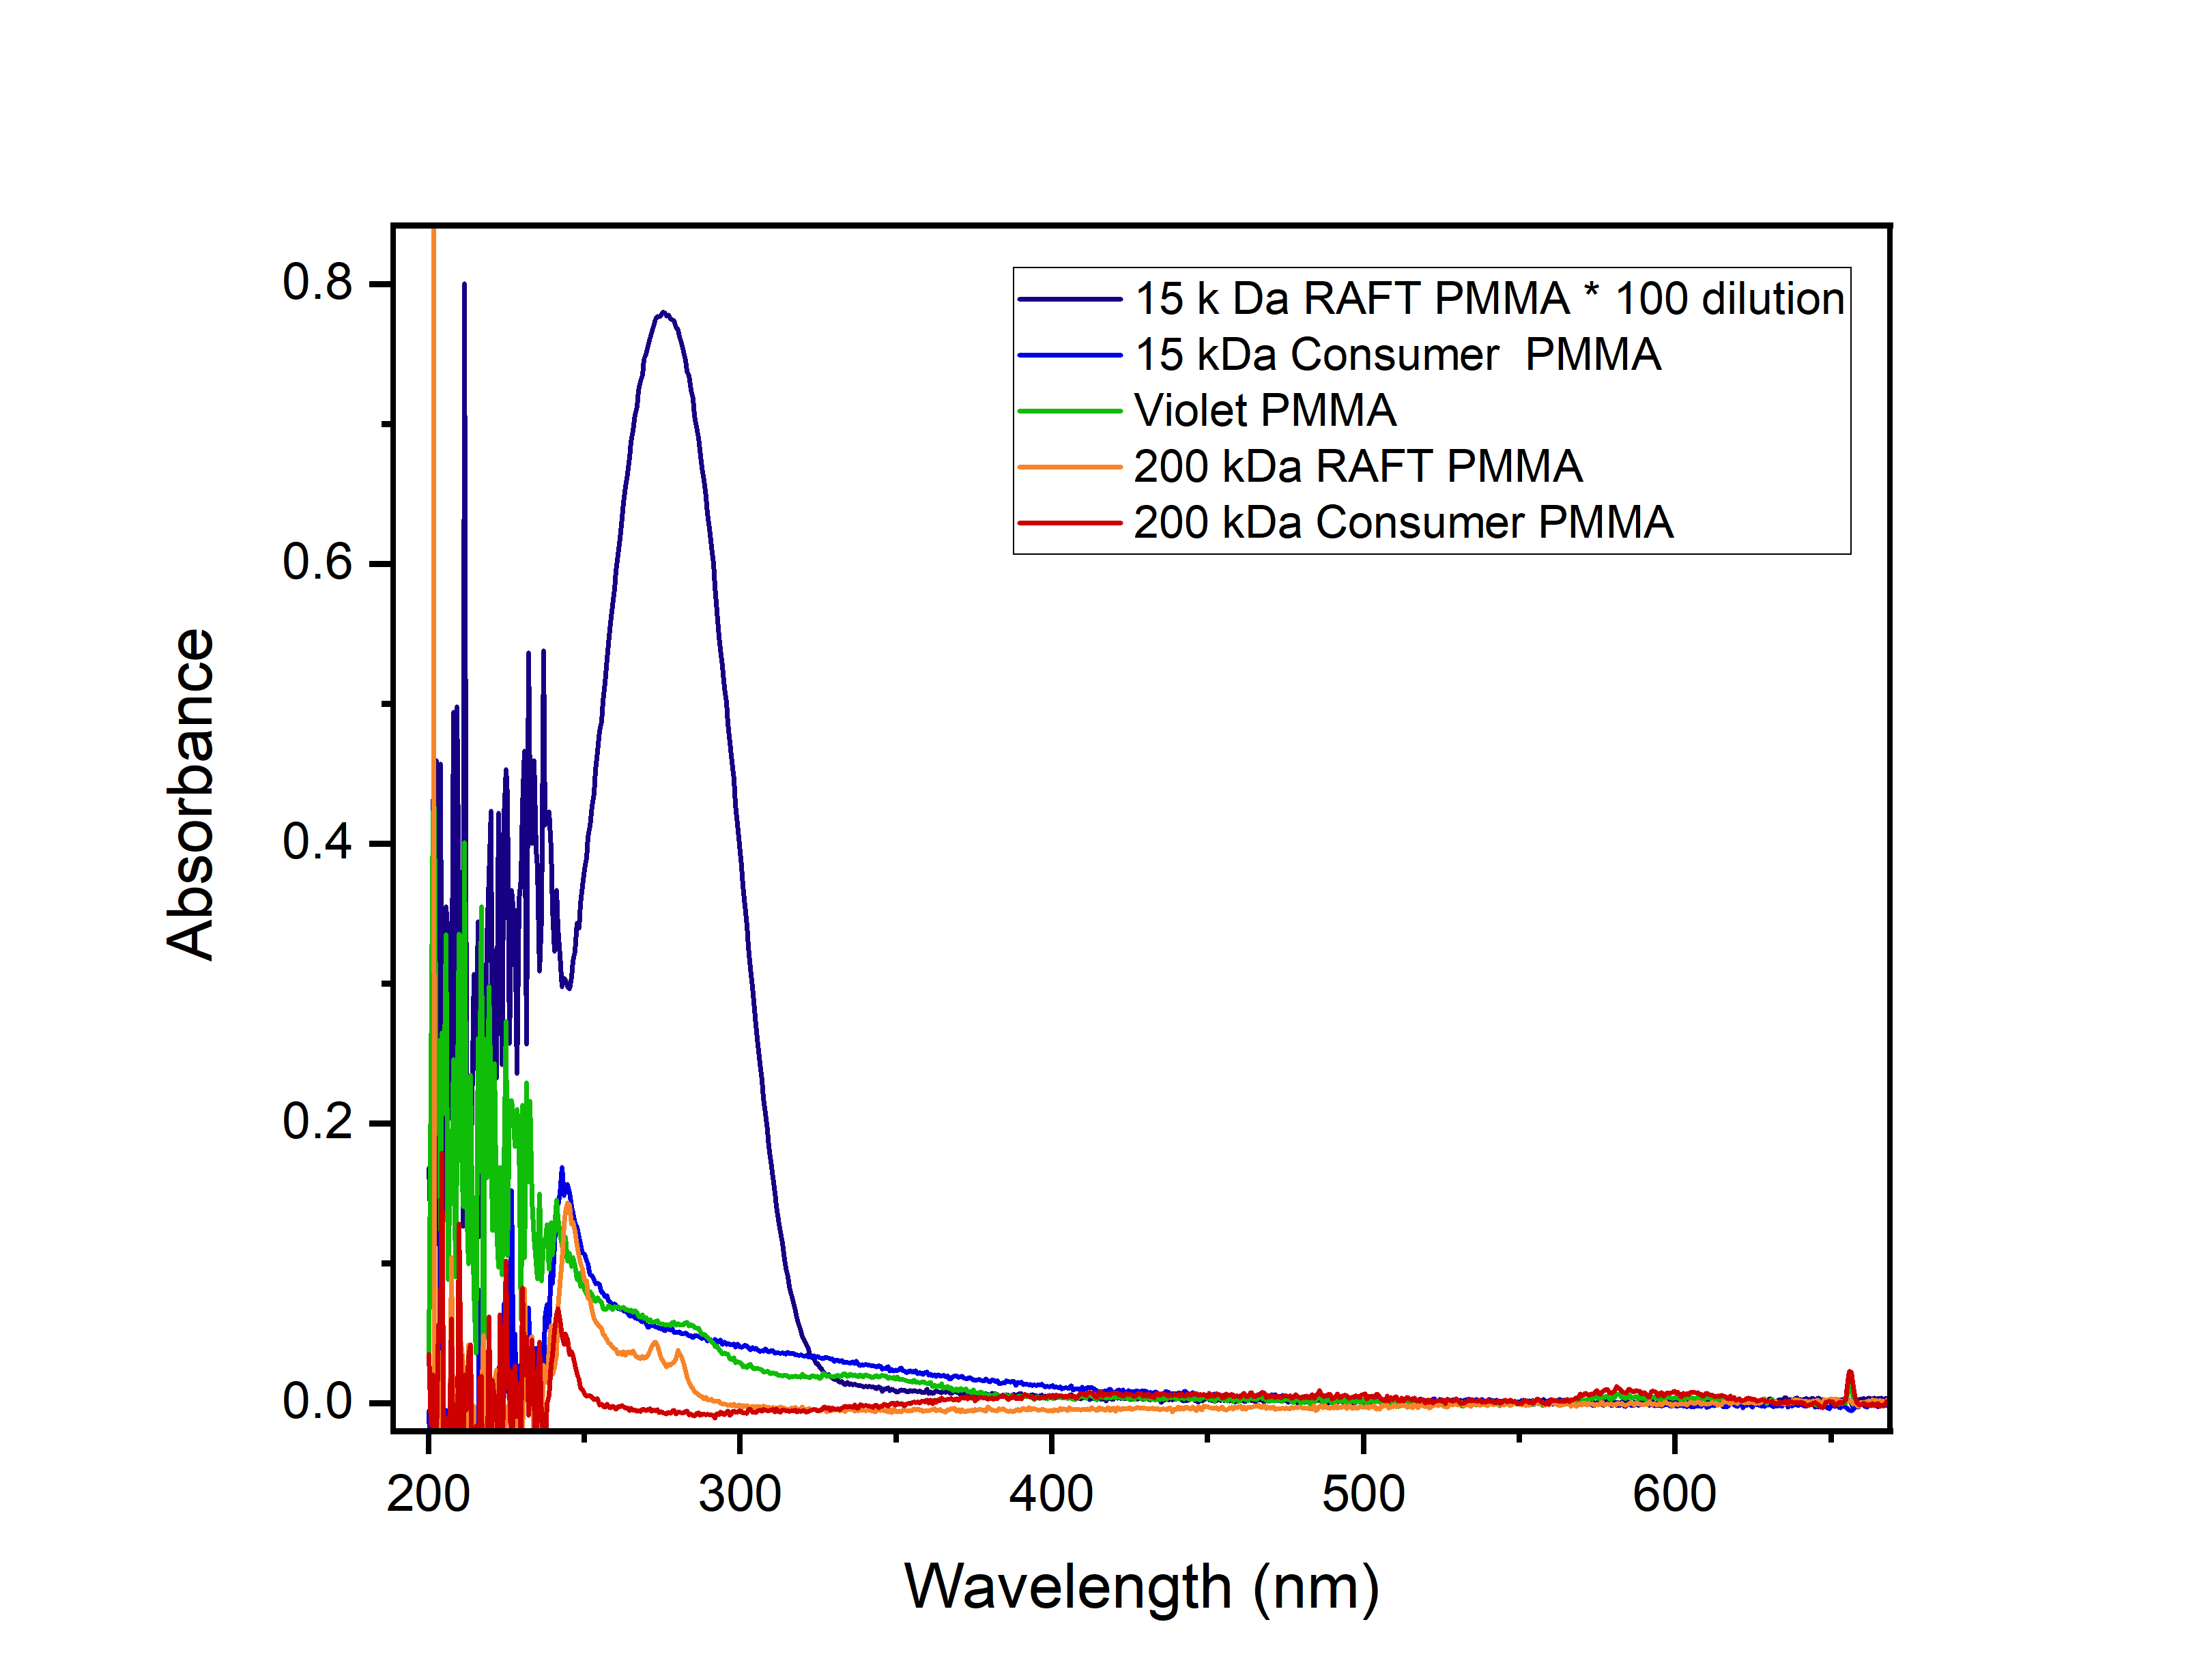 0.8
0.6
0.4
0.2
0.0
Absorbance
15 k Da RAFT PMMA * 100 dilution
15 kDa Consumer  PMMA
Violet PMMA
200 kDa RAFT PMMA
200 kDa Consumer PMMA
200 300 400 500 600
Wavelength (nm)